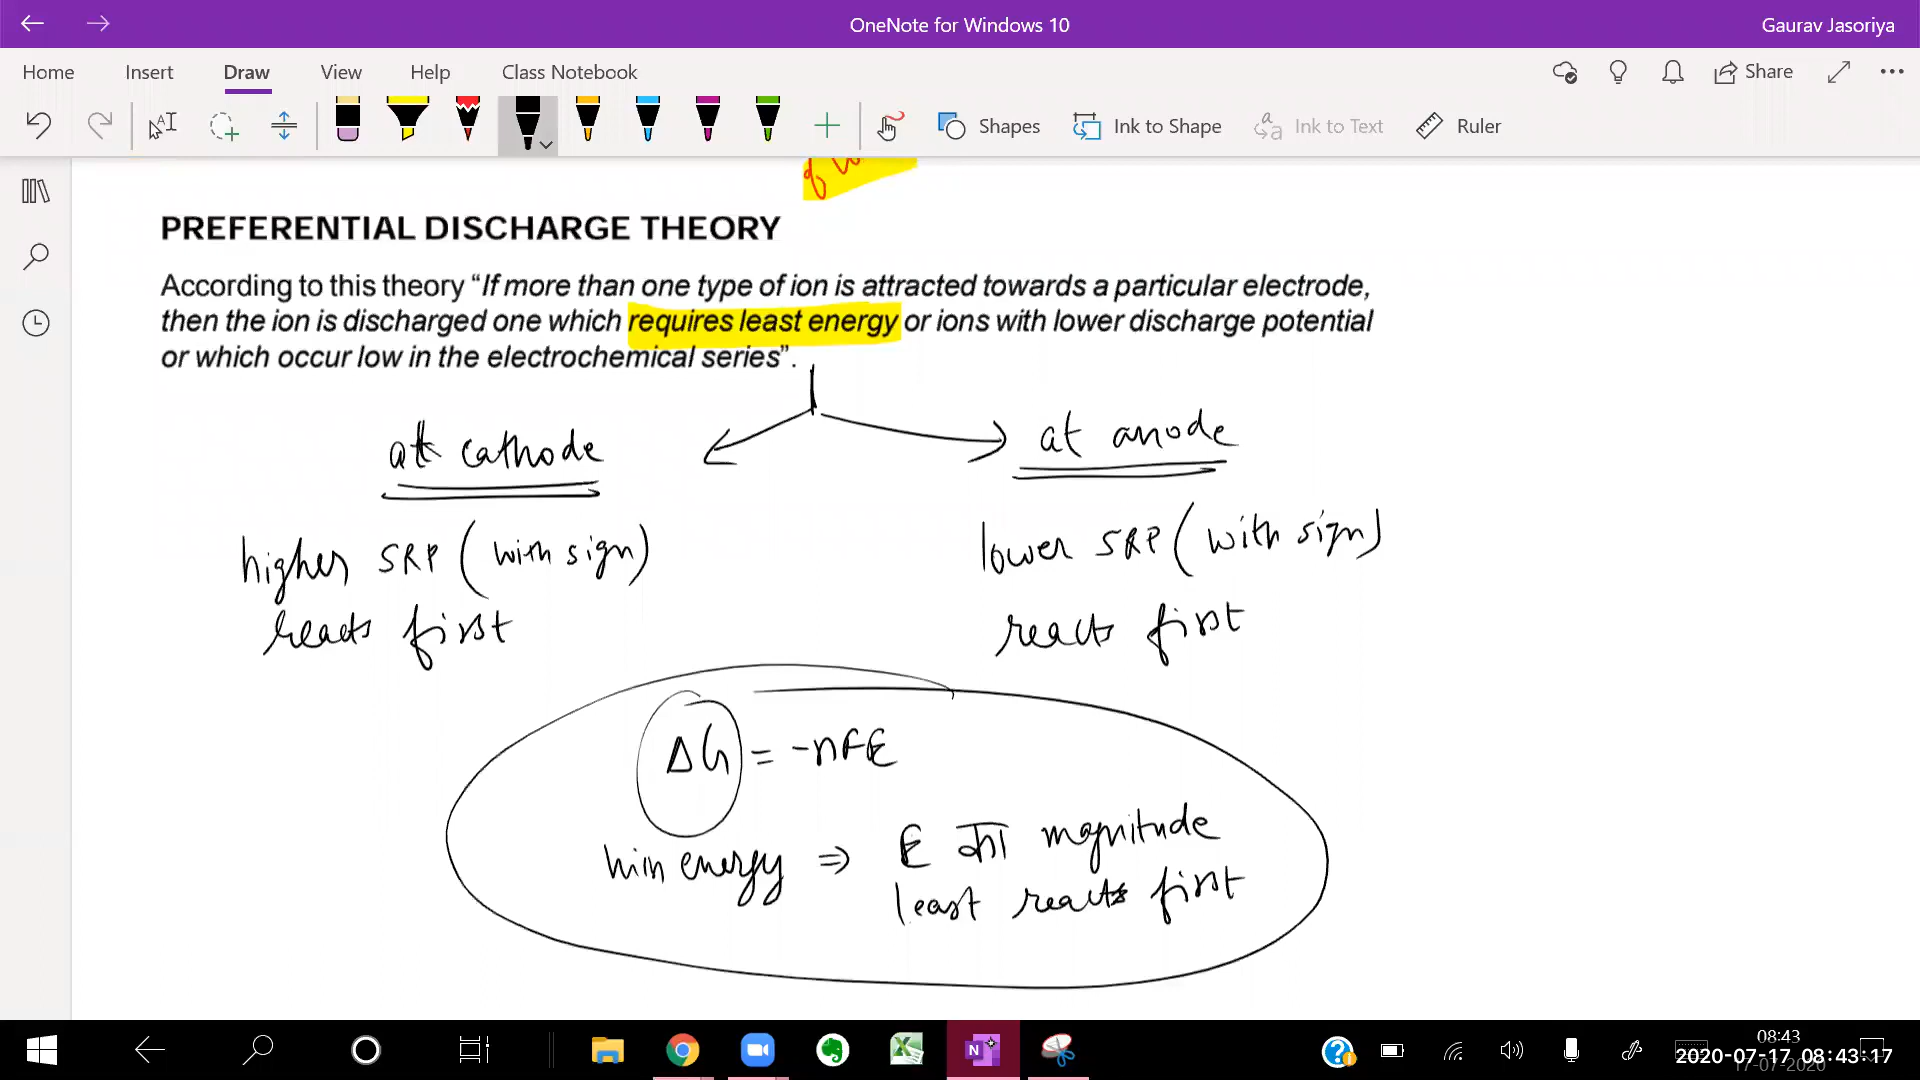 OneNote for Windows 10
Gaurav Jasoriya
Home Insert Draw View Help Class Notebook Share
Shapes Ink to Shape Ink to Text Ruler
PREFERENTIAL DISCHARGE THEORY
According to this theory “If more than one type of ion is attracted towards a particular electrode,
then the ion is discharged one which requires least energy or ions with lower discharge potential
or which occur low in the electrochemical series”.
at cathode
at anode
higher SRP (with sign)
reacts first
lower SRP (with sign)
reacts first
ΔG = -nFE
min energy ⇒ E का magnitude
least reacts first
08:43
2020-07-17 08:43:17
17-07-2020